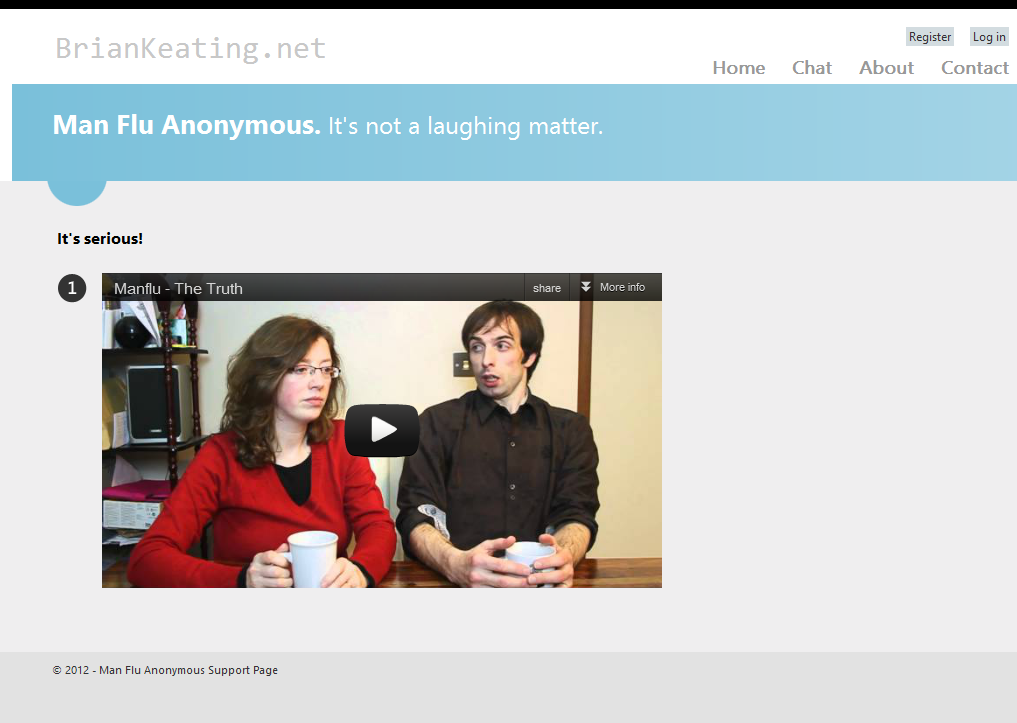 BrianKeating.net
Register Log in
Home Chat About Contact
Man Flu Anonymous. It's not a laughing matter.
It's serious!
1
Manflu - The Truth share More info
© 2012 - Man Flu Anonymous Support Page